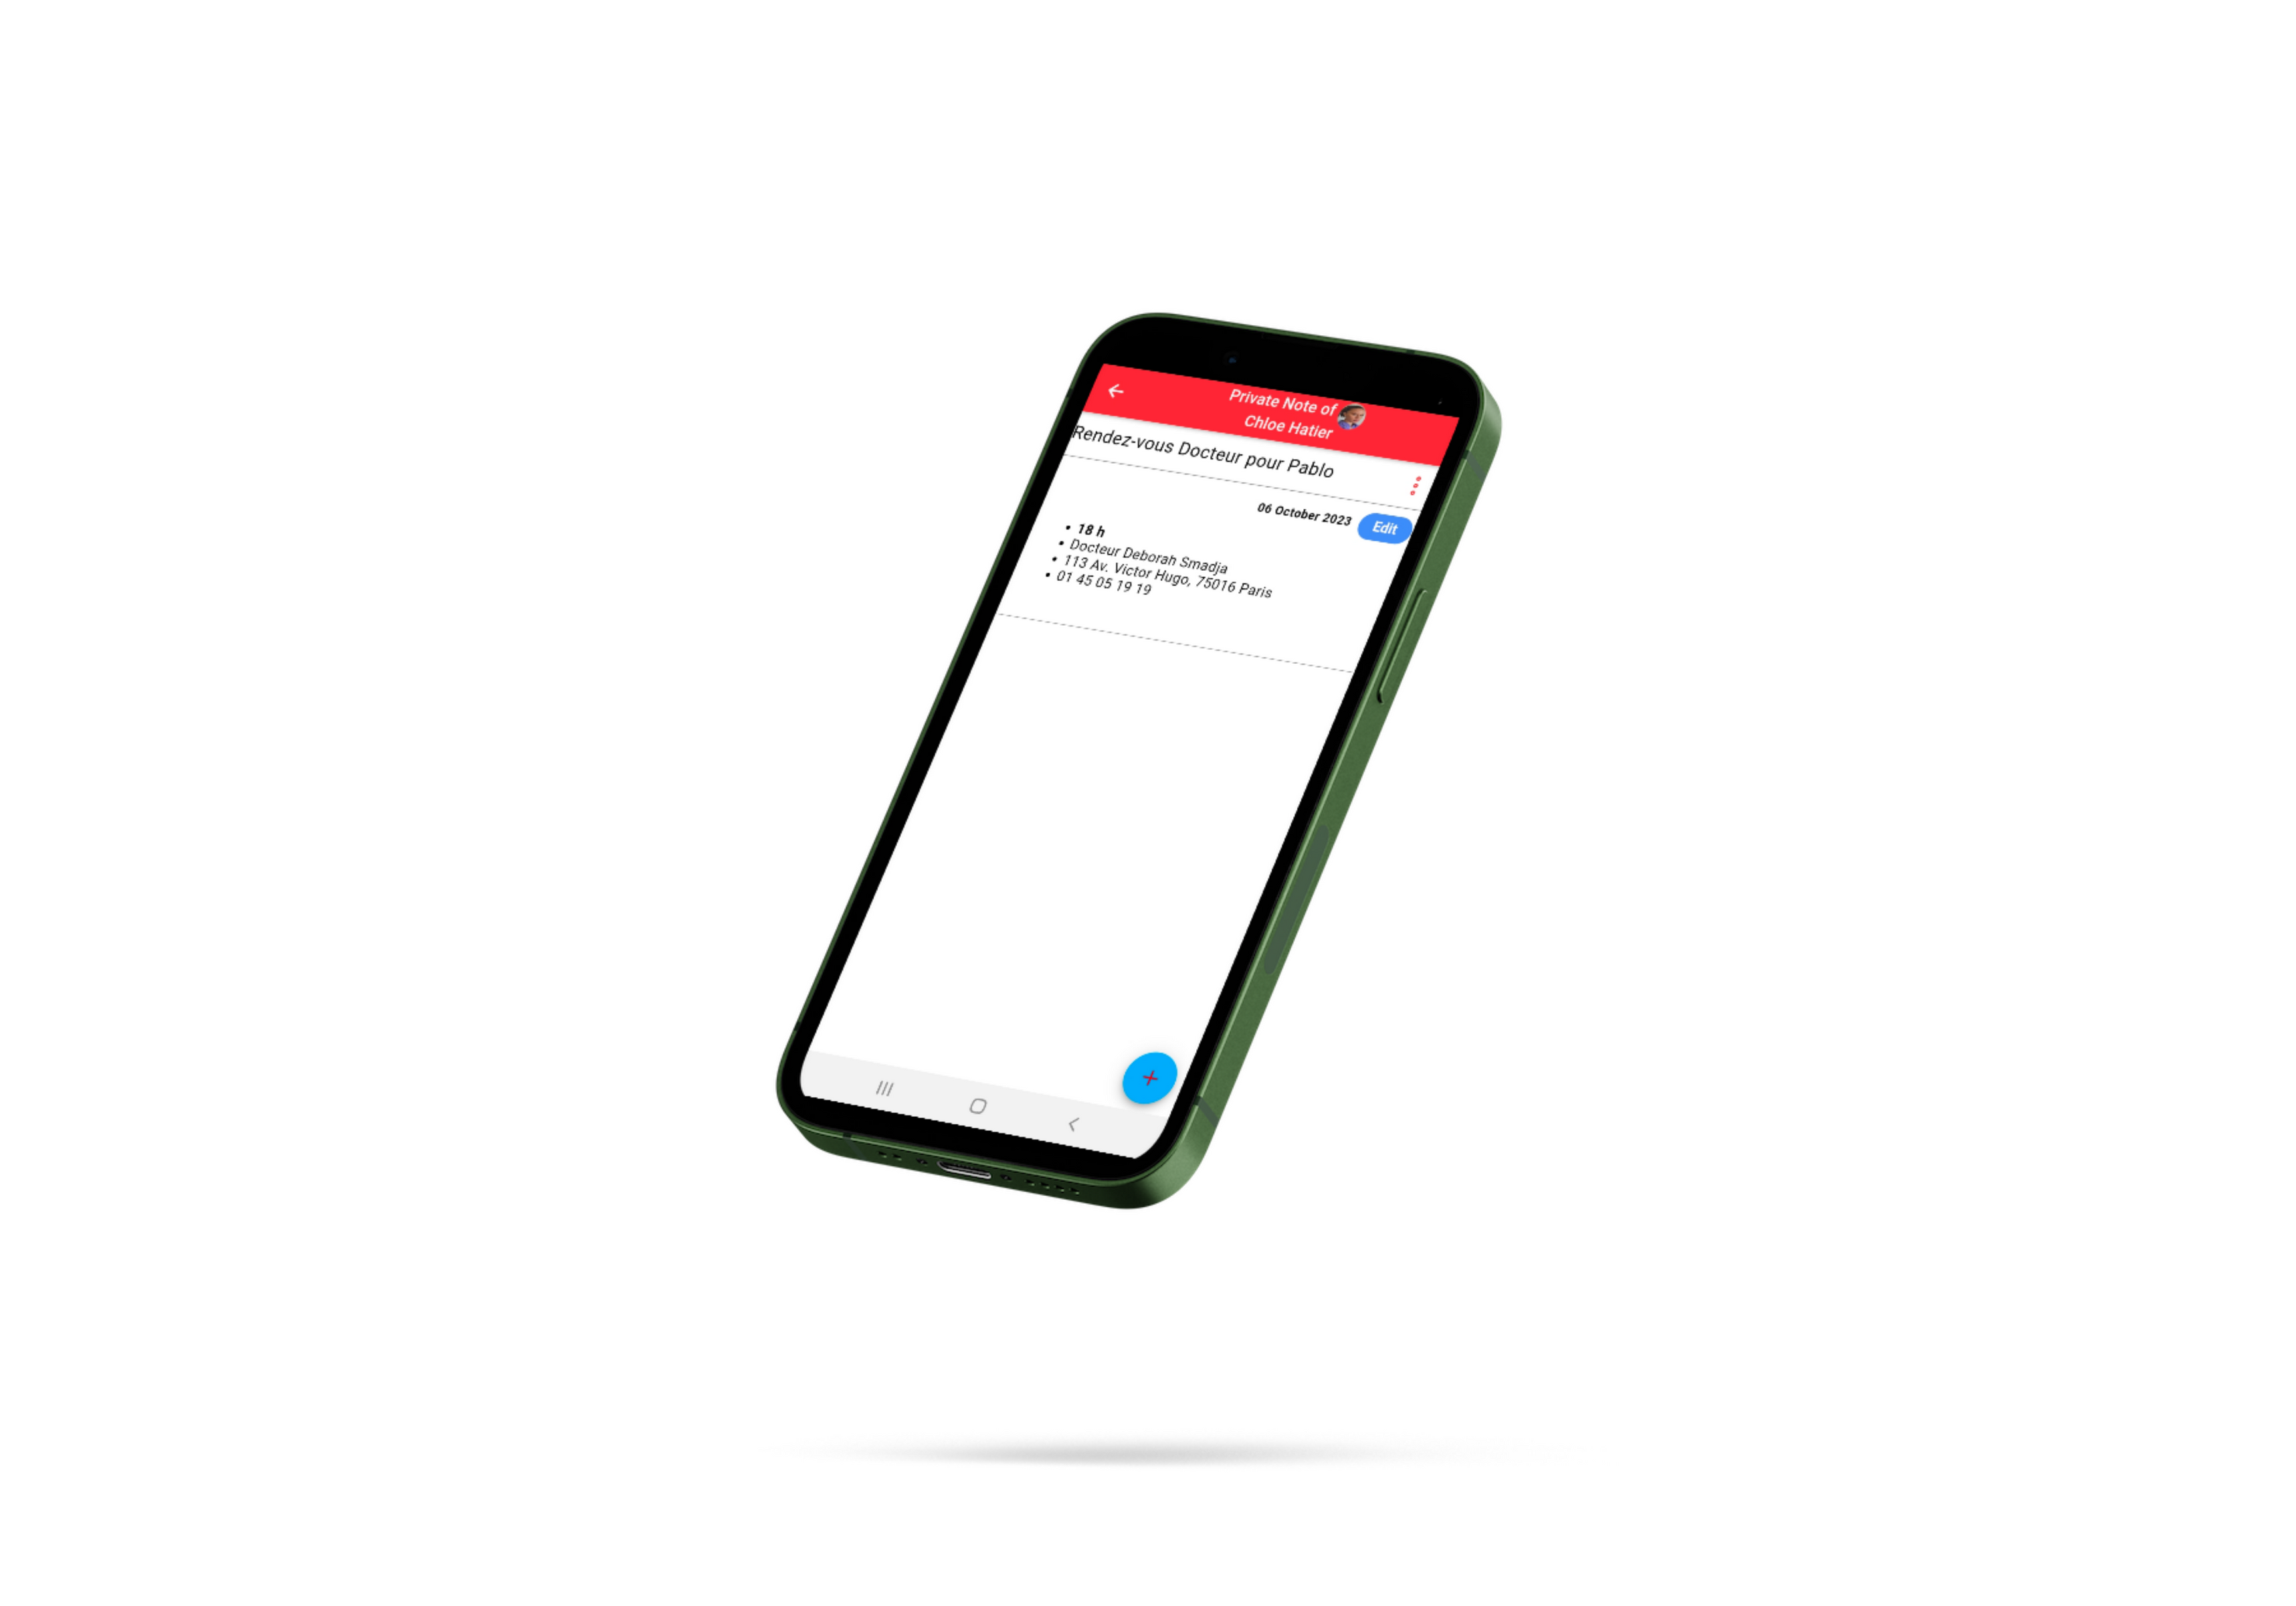 Private Note of
Chloe Hatier
Rendez-vous Docteur pour Pablo
06 October 2023
Edit
18 h
Docteur Deborah Smadja
113 Av. Victor Hugo, 75016 Paris
01 45 05 19 19